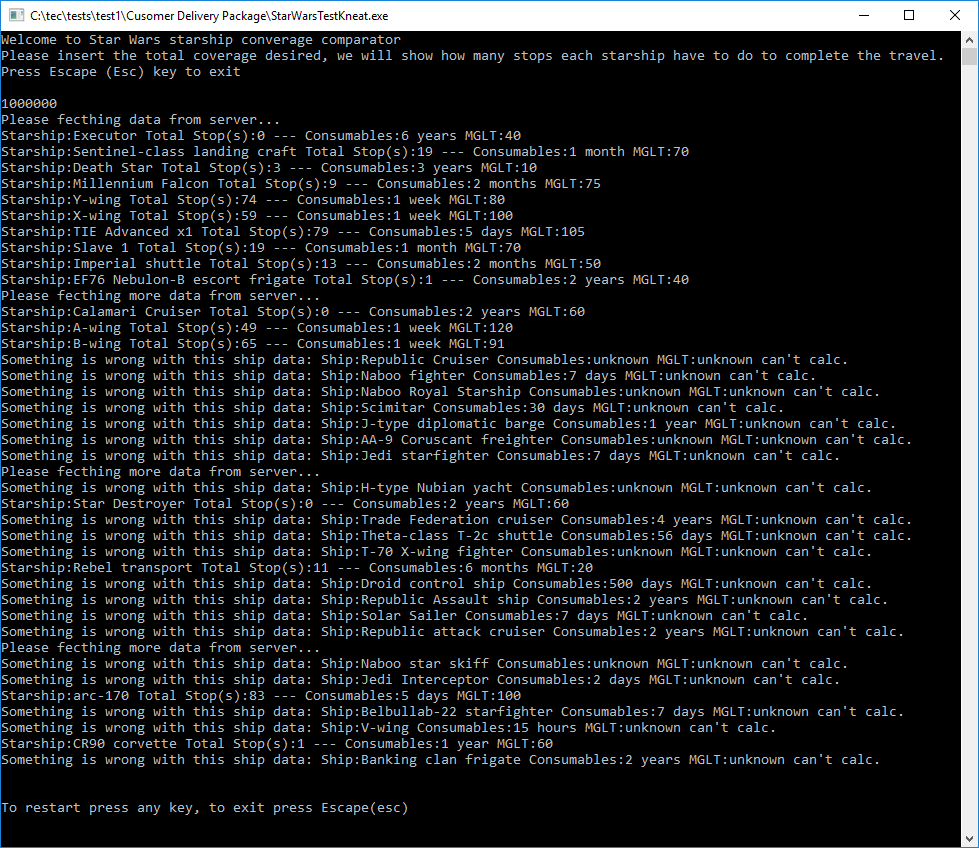 C:\tec\tests\test1\Cusomer Delivery Package\StarWarsTestKneat.exe
Welcome to Star Wars starship converage comparator
Please insert the total coverage desired, we will show how many stops each starship have to do to complete the travel.
Press Escape (Esc) key to exit
1000000
Please fecthing data from server...
Starship:Executor Total Stop(s):0 --- Consumables:6 years MGLT:40
Starship:Sentinel-class landing craft Total Stop(s):19 --- Consumables:1 month MGLT:70
Starship:Death Star Total Stop(s):3 --- Consumables:3 years MGLT:10
Starship:Millennium Falcon Total Stop(s):9 --- Consumables:2 months MGLT:75
Starship:Y-wing Total Stop(s):74 --- Consumables:1 week MGLT:80
Starship:X-wing Total Stop(s):59 --- Consumables:1 week MGLT:100
Starship:TIE Advanced x1 Total Stop(s):79 --- Consumables:5 days MGLT:105
Starship:Slave 1 Total Stop(s):19 --- Consumables:1 month MGLT:70
Starship:Imperial shuttle Total Stop(s):13 --- Consumables:2 months MGLT:50
Starship:EF76 Nebulon-B escort frigate Total Stop(s):1 --- Consumables:2 years MGLT:40
Please fecthing more data from server...
Starship:Calamari Cruiser Total Stop(s):0 --- Consumables:2 years MGLT:60
Starship:A-wing Total Stop(s):49 --- Consumables:1 week MGLT:120
Starship:B-wing Total Stop(s):65 --- Consumables:1 week MGLT:91
Something is wrong with this ship data: Ship:Republic Cruiser Consumables:unknown MGLT:unknown can't calc.
Something is wrong with this ship data: Ship:Naboo fighter Consumables:7 days MGLT:unknown can't calc.
Something is wrong with this ship data: Ship:Naboo Royal Starship Consumables:unknown MGLT:unknown can't calc.
Something is wrong with this ship data: Ship:Scimitar Consumables:30 days MGLT:unknown can't calc.
Something is wrong with this ship data: Ship:J-type diplomatic barge Consumables:1 year MGLT:unknown can't calc.
Something is wrong with this ship data: Ship:AA-9 Coruscant freighter Consumables:unknown MGLT:unknown can't calc.
Something is wrong with this ship data: Ship:Jedi starfighter Consumables:7 days MGLT:unknown can't calc.
Please fecthing more data from server...
Something is wrong with this ship data: Ship:H-type Nubian yacht Consumables:unknown MGLT:unknown can't calc.
Starship:Star Destroyer Total Stop(s):0 --- Consumables:2 years MGLT:60
Something is wrong with this ship data: Ship:Trade Federation cruiser Consumables:4 years MGLT:unknown can't calc.
Something is wrong with this ship data: Ship:Theta-class T-2c shuttle Consumables:56 days MGLT:unknown can't calc.
Something is wrong with this ship data: Ship:T-70 X-wing fighter Consumables:unknown MGLT:unknown can't calc.
Starship:Rebel transport Total Stop(s):11 --- Consumables:6 months MGLT:20
Something is wrong with this ship data: Ship:Droid control ship Consumables:500 days MGLT:unknown can't calc.
Something is wrong with this ship data: Ship:Republic Assault ship Consumables:2 years MGLT:unknown can't calc.
Something is wrong with this ship data: Ship:Solar Sailer Consumables:7 days MGLT:unknown can't calc.
Something is wrong with this ship data: Ship:Republic attack cruiser Consumables:2 years MGLT:unknown can't calc.
Please fecthing more data from server...
Something is wrong with this ship data: Ship:Naboo star skiff Consumables:unknown MGLT:unknown can't calc.
Something is wrong with this ship data: Ship:Jedi Interceptor Consumables:2 days MGLT:unknown can't calc.
Starship:arc-170 Total Stop(s):83 --- Consumables:5 days MGLT:100
Something is wrong with this ship data: Ship:Belbullab-22 starfighter Consumables:7 days MGLT:unknown can't calc.
Something is wrong with this ship data: Ship:V-wing Consumables:15 hours MGLT:unknown can't calc.
Starship:CR90 corvette Total Stop(s):1 --- Consumables:1 year MGLT:60
Something is wrong with this ship data: Ship:Banking clan frigate Consumables:2 years MGLT:unknown can't calc.
To restart press any key, to exit press Escape(esc)